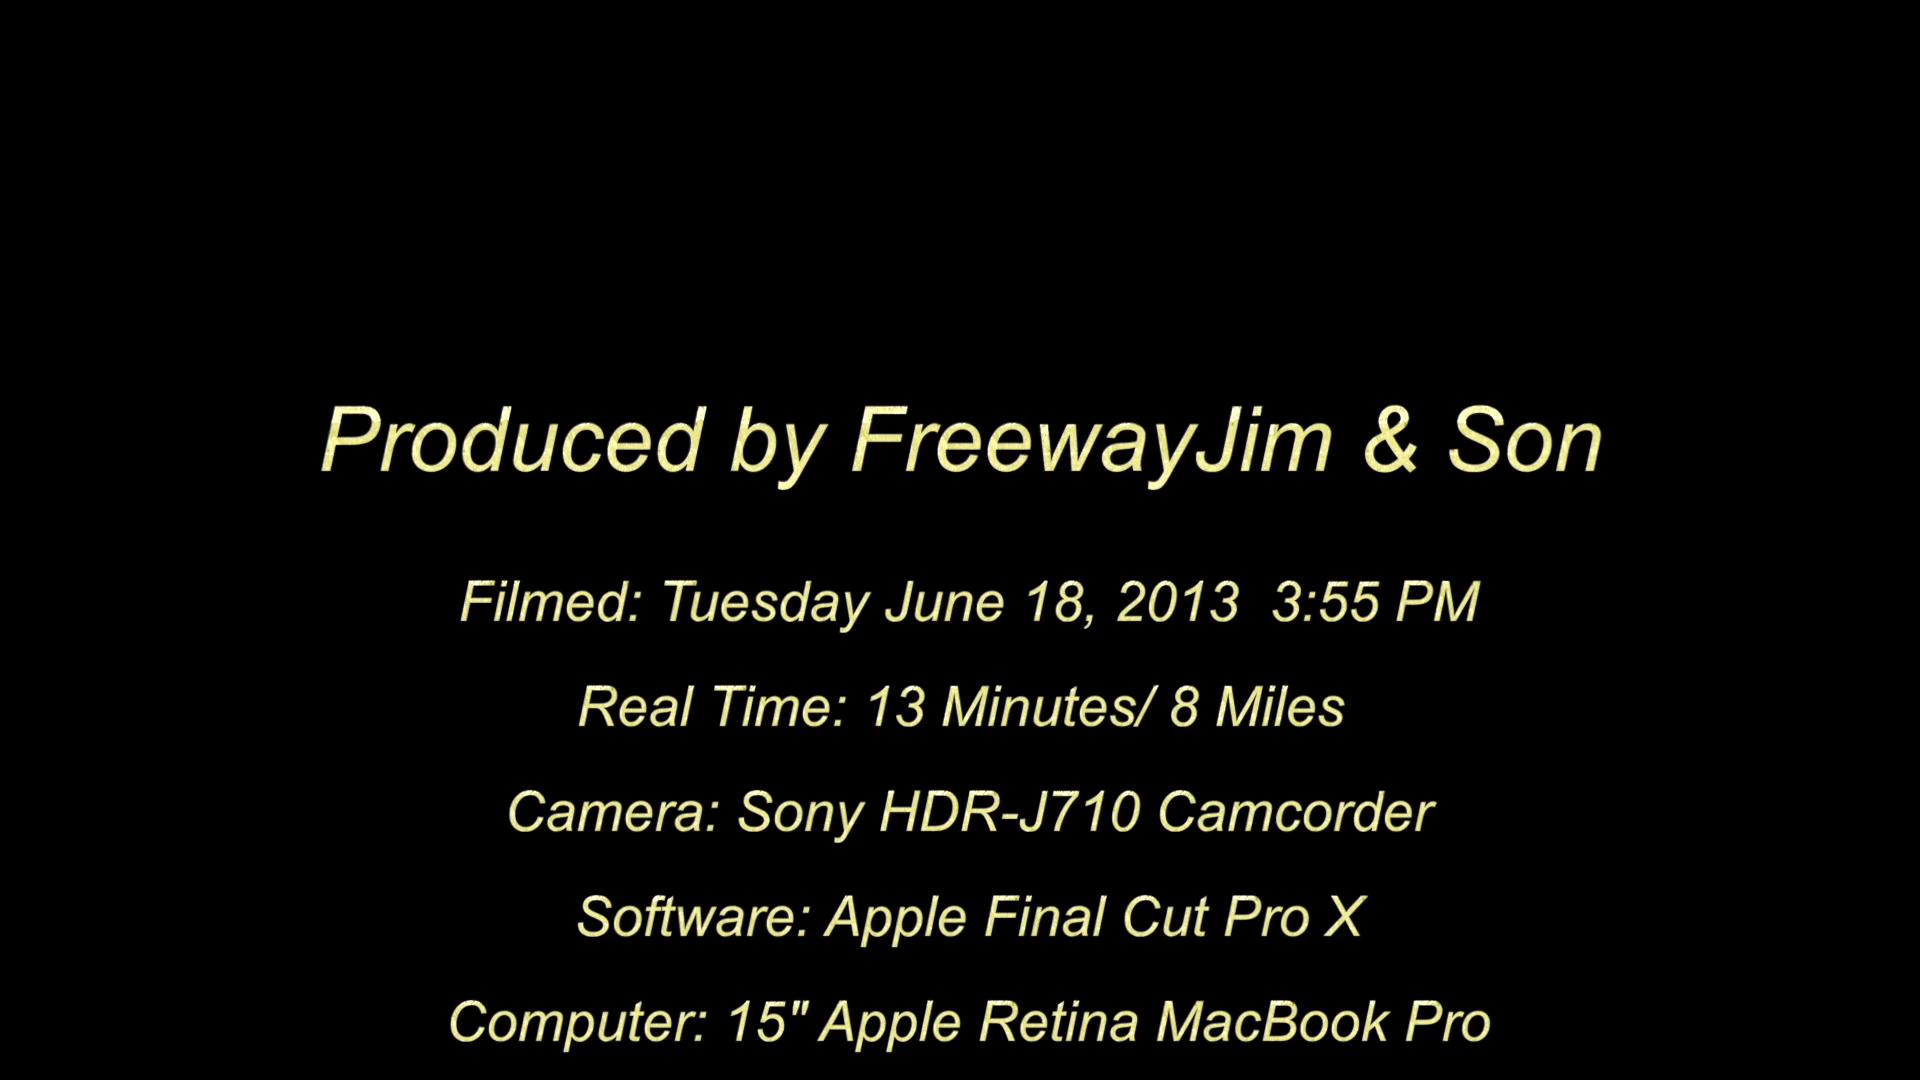 Produced by FreewayJim & Son
Filmed: Tuesday June 18, 2013  3:55 PM
Real Time: 13 Minutes/ 8 Miles
Camera: Sony HDR-J710 Camcorder
Software: Apple Final Cut Pro X
Computer: 15" Apple Retina MacBook Pro